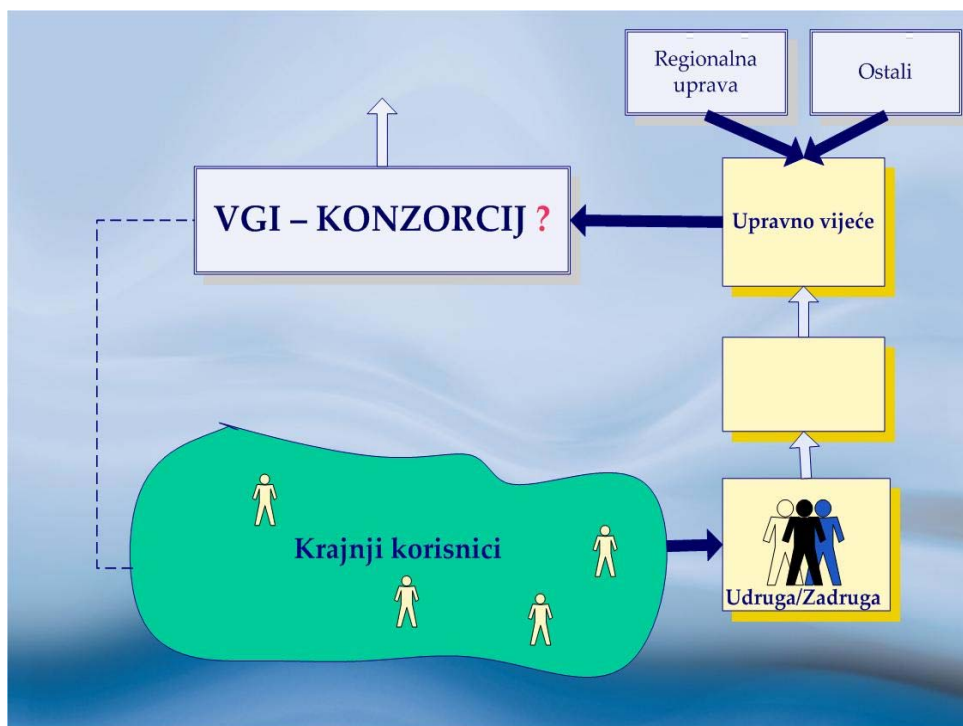 Regionalna
uprava
Ostali
VGI – KONZORCIJ ?
Upravno vijeće
Krajnji korisnici
Udruga/Zadruga